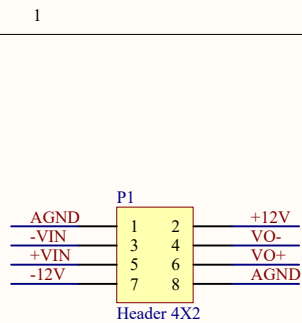 1
P1
AGND 1 2 +12V
-VIN 3 4 VO-
+VIN 5 6 VO+
-12V 7 8 AGND
Header 4X2